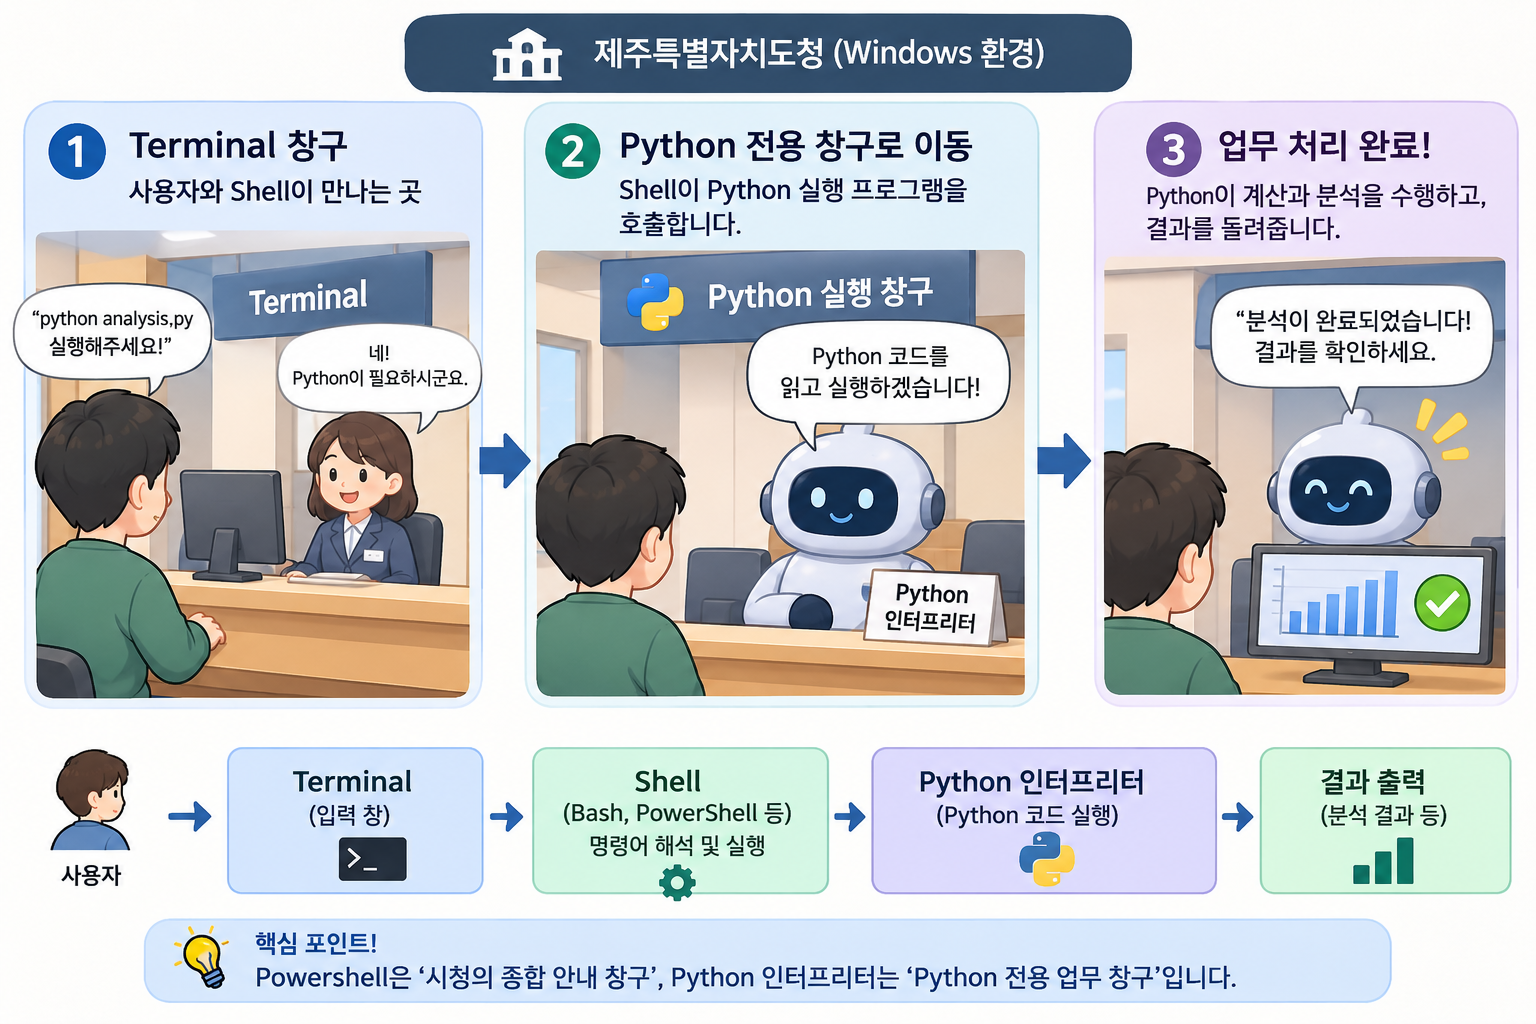 제주특별자치도청 (Windows 환경)
1
Terminal 창구
사용자와 Shell이 만나는 곳
Terminal
“python analysis,py
실행해주세요!”
네!
Python이 필요하시군요.
2
Python 전용 창구로 이동
Shell이 Python 실행 프로그램을
호출합니다.
Python 실행 창구
Python 코드를
읽고 실행하겠습니다!
Python
인터프리터
3
업무 처리 완료!
Python이 계산과 분석을 수행하고,
결과를 돌려줍니다.
“분석이 완료되었습니다!
결과를 확인하세요.
사용자
Terminal
(입력 창)
>_
Shell
(Bash, PowerShell 등)
명령어 해석 및 실행
Python 인터프리터
(Python 코드 실행)
결과 출력
(분석 결과 등)
핵심 포인트!
Powershell은 ‘시청의 종합 안내 창구’, Python 인터프리터는 ‘Python 전용 업무 창구’입니다.